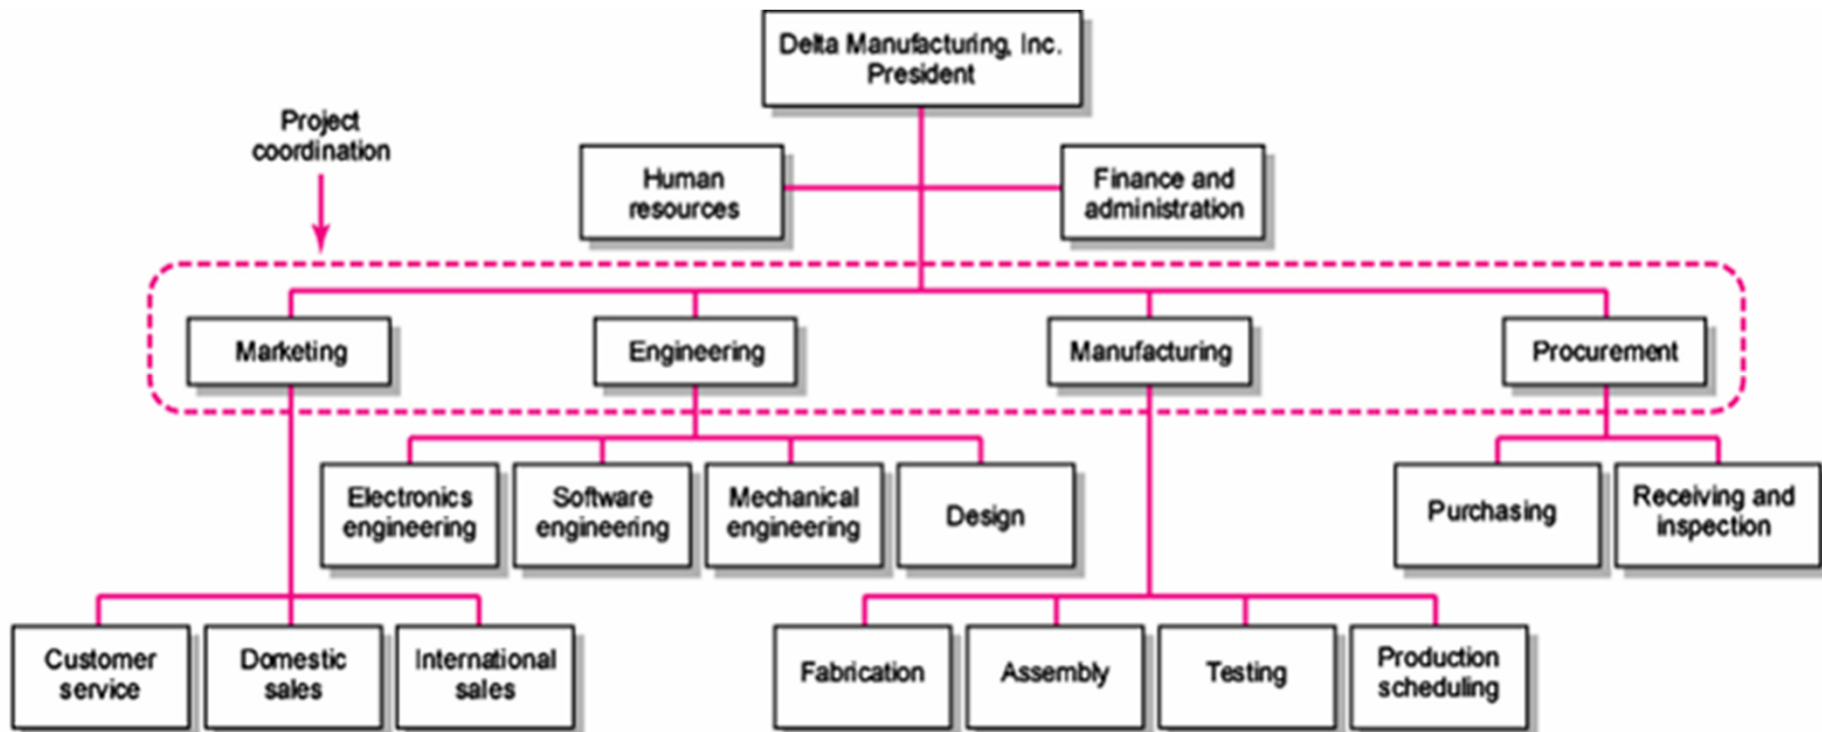 Delta Manufacturing, Inc.
President
Project
coordination
Human
resources
Finance and
administration
Marketing
Engineering
Manufacturing
Procurement
Electronics
engineering
Software
engineering
Mechanical
engineering
Design
Purchasing
Receiving and
inspection
Customer
service
Domestic
sales
International
sales
Fabrication
Assembly
Testing
Production
scheduling